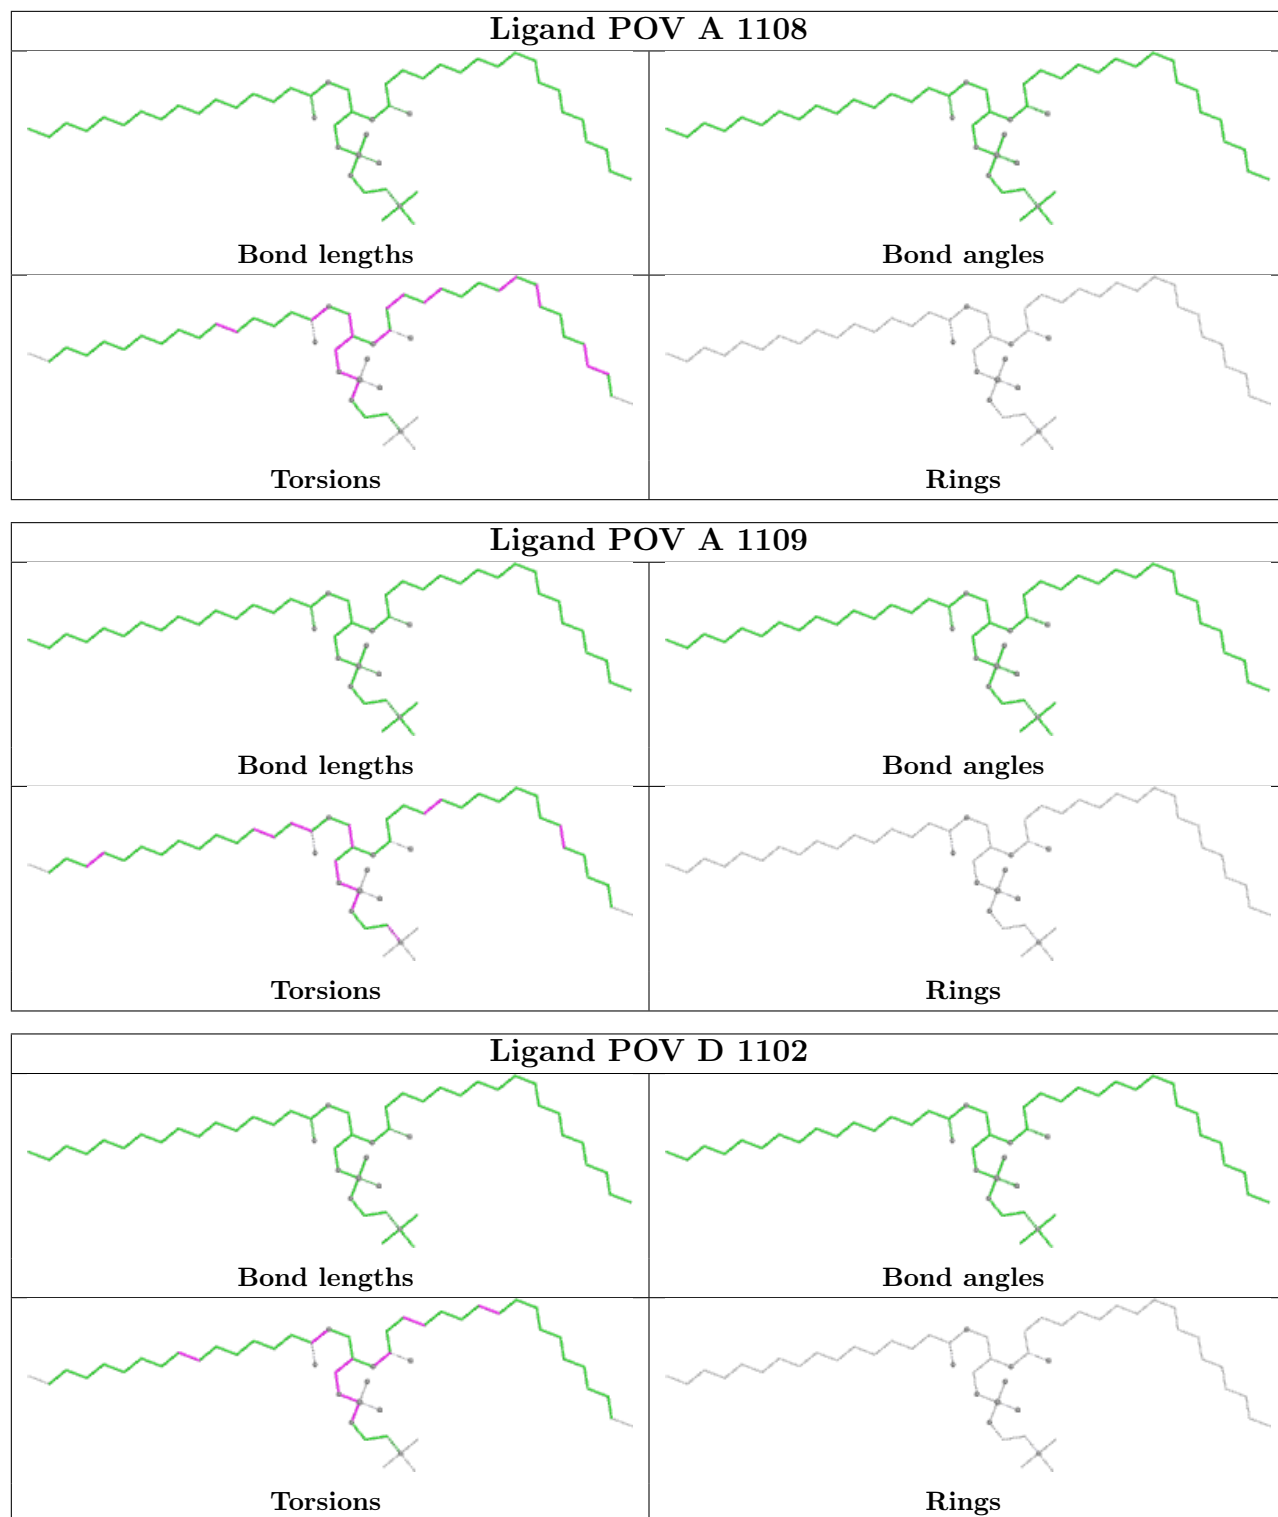 Ligand POV A 1108
Bond lengths
Bond angles
Torsions
Rings
Ligand POV A 1109
Bond lengths
Bond angles
Torsions
Rings
Ligand POV D 1102
Bond lengths
Bond angles
Torsions
Rings